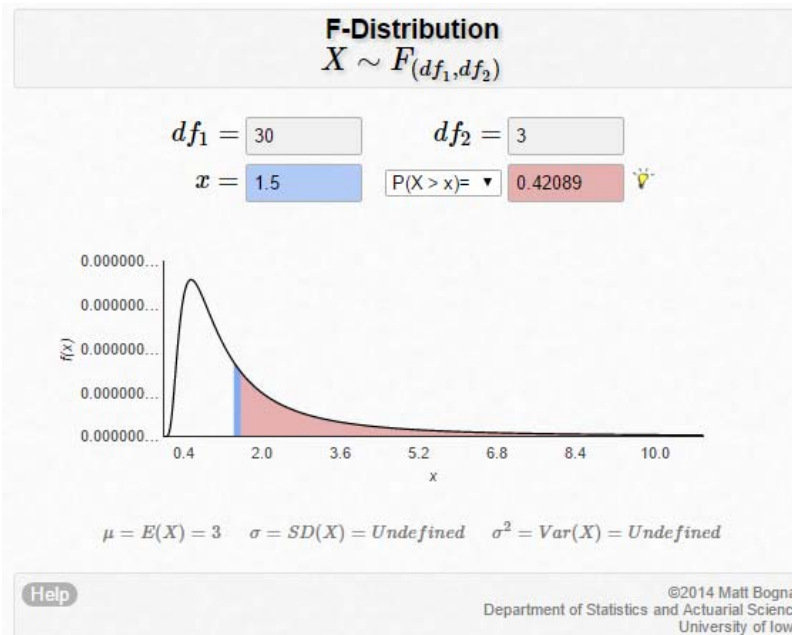 F-Distribution
X ∼ F(df₁,df₂)
df₁ = 30 df₂ = 3
x = 1.5 P(X > x)= ▼ 0.42089
0.000000...
0.000000...
0.000000...
0.000000...
0.000000...
f(x)
0.4 2.0 3.6 5.2 6.8 8.4 10.0
x
μ = E(X) = 3 σ = SD(X) = Undefined σ² = Var(X) = Undefined
Help
©2014 Matt Bogna
Department of Statistics and Actuarial Scienc
University of Iow